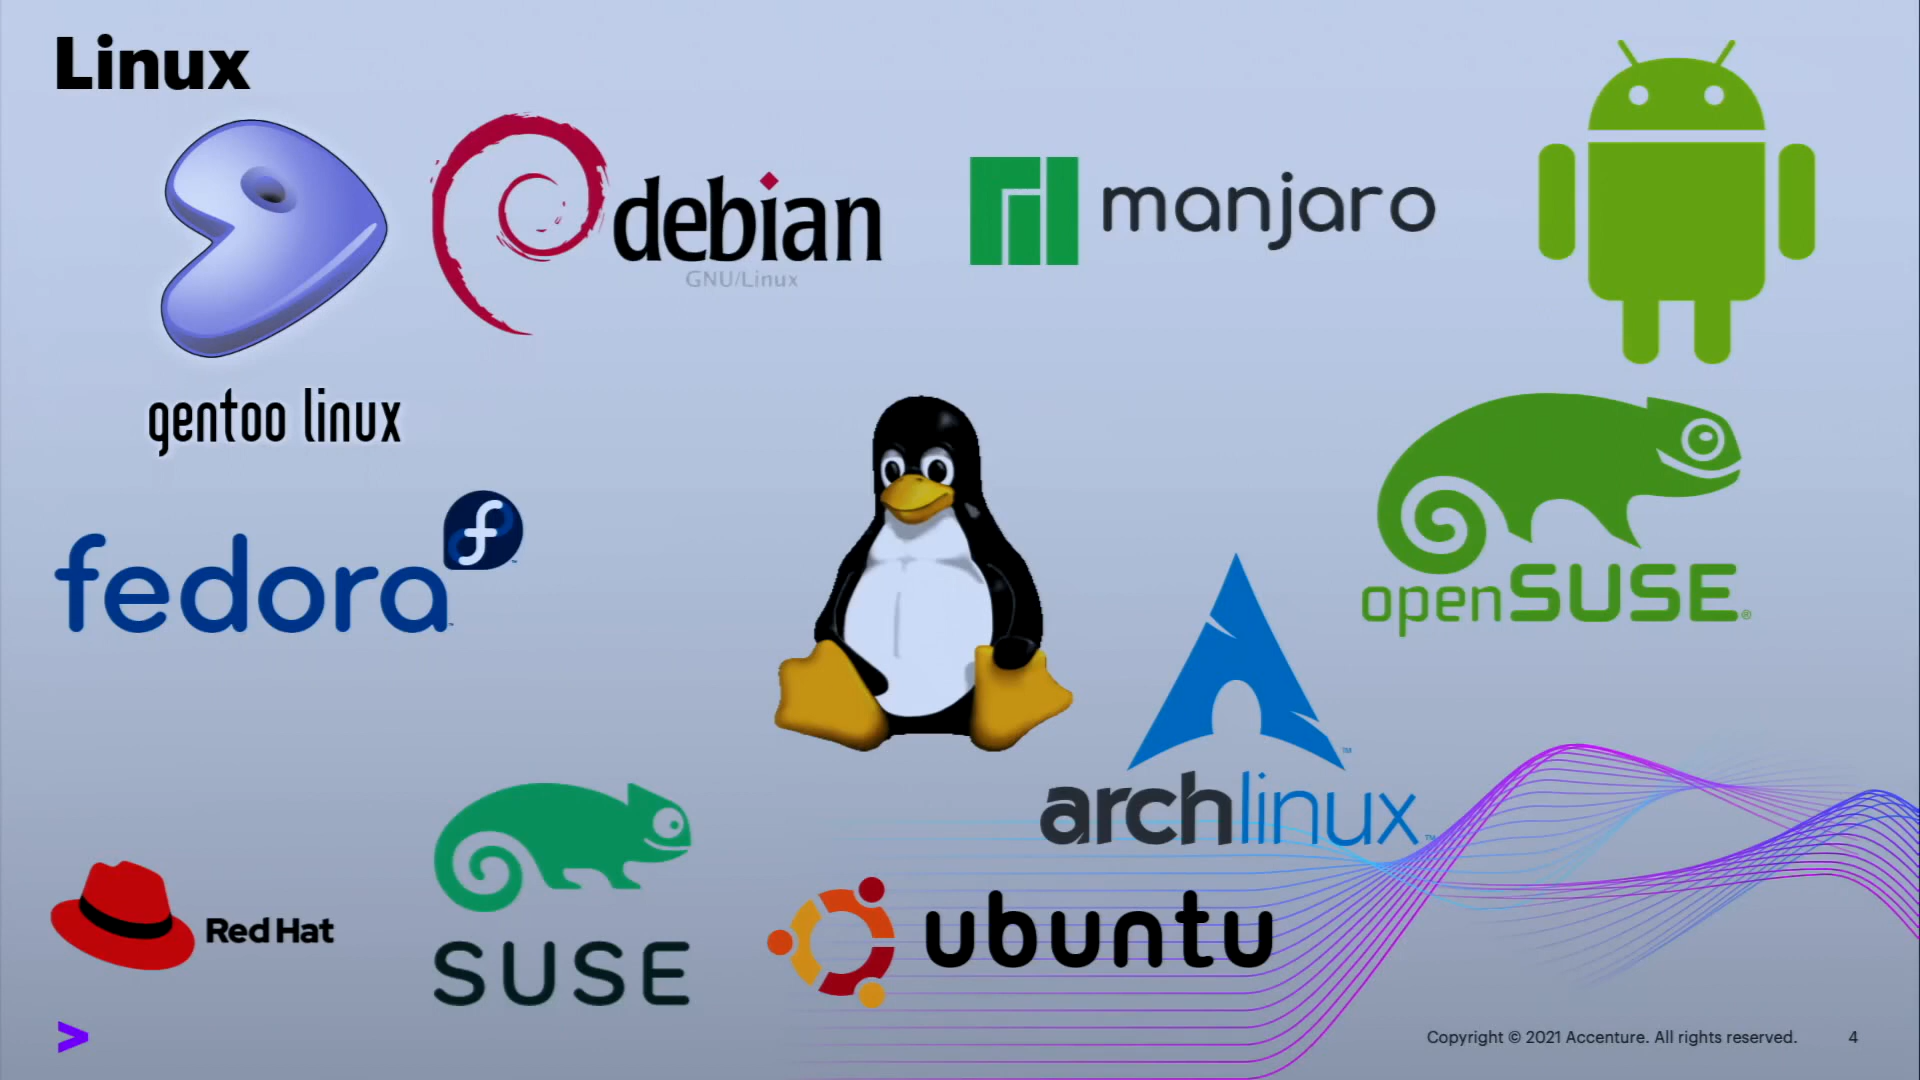 Linux
debian
GNU/Linux
manjaro
gentoo linux
fedora
openSUSE®
archlinux™
Red Hat
SUSE
ubuntu
>
Copyright © 2021 Accenture. All rights reserved.
4